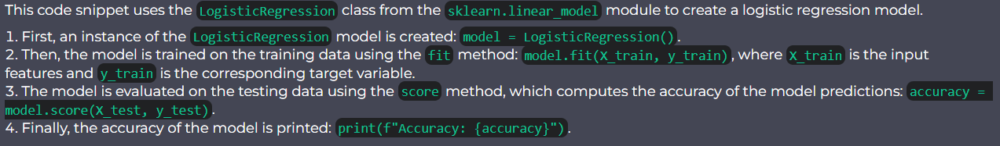 This code snippet uses the LogisticRegression class from the sklearn.linear_model module to create a logistic regression model.
1. First, an instance of the LogisticRegression model is created: model = LogisticRegression().
2. Then, the model is trained on the training data using the fit method: model.fit(X_train, y_train), where X_train is the input
features and y_train is the corresponding target variable.
3. The model is evaluated on the testing data using the score method, which computes the accuracy of the model predictions: accuracy =
model.score(X_test, y_test).
4. Finally, the accuracy of the model is printed: print(f"Accuracy: {accuracy}").